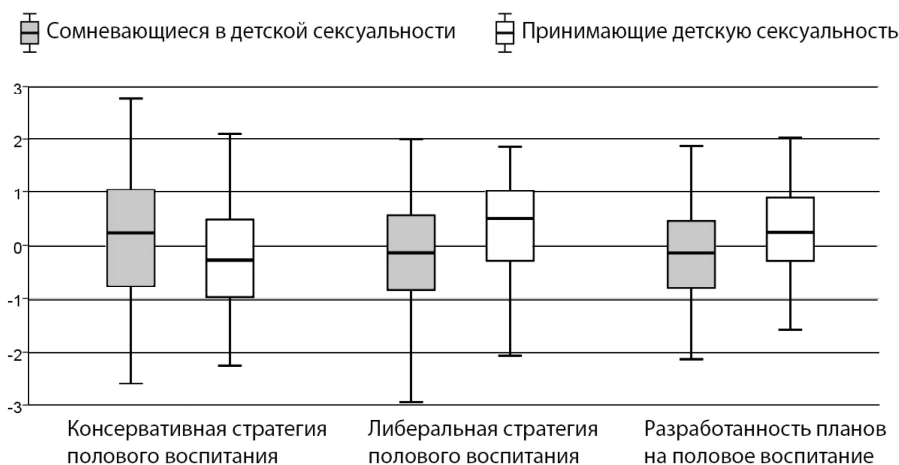 Сомневающиеся в детской сексуальности
Принимающие детскую сексуальность
3
2
1
0
-1
-2
-3
Консервативная стратегия
полового воспитания
Либеральная стратегия
полового воспитания
Разработанность планов
на половое воспитание